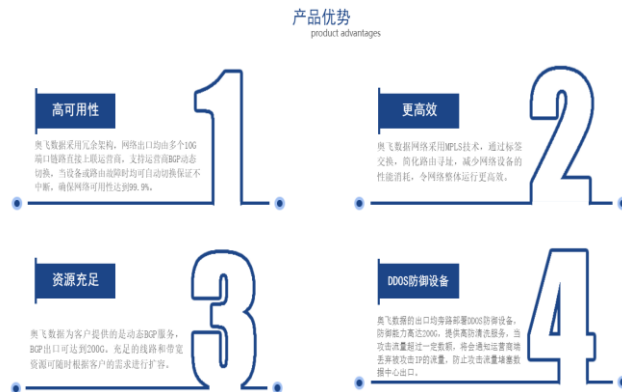 产品优势
product advantages
高可用性
1
奥飞数据采用冗余架构，网络出口均由多个10G
端口链路直接上联运营商，支持运营商BGP动态
切换，当设备或路由故障时均可自动切换保证不
中断，确保网络可用性达到99.9%。
更高效
2
奥飞数据网络采用MPLS技术，通过标签
交换，简化路由寻址，减少网络设备的
性能消耗，令网络整体运行更高效。
资源充足
3
奥飞数据为客户提供的是动态BGP服务，
BGP出口可达到200G，充足的线路和带宽
资源可随时根据客户的需求进行扩容。
DDOS防御设备
4
奥飞数据的出口均旁路部署DDOS防御设备，
防御能力高达200G，提供高防清洗服务，当
攻击流量超过一定数额，将会通知运营商端
丢弃被攻击IP的流量，防止攻击流量堵塞数
据中心出口。